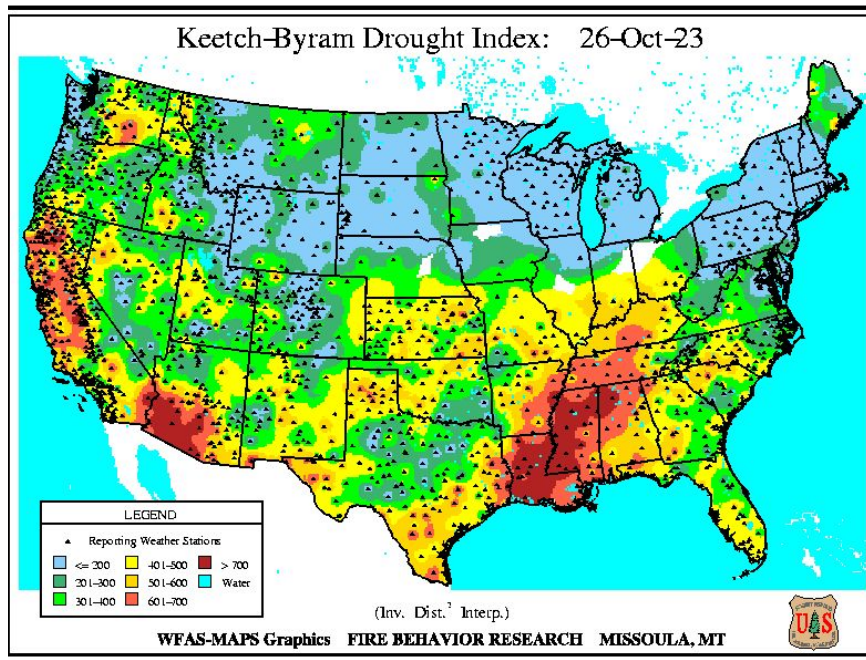 Keetch-Byram Drought Index: 26-Oct-23
LEGEND
Reporting Weather Stations
<= 200
401-500
> 700
201-300
501-600
Water
301-400
601-700
(Inv. Dist.² Interp.)
WFAS-MAPS Graphics FIRE BEHAVIOR RESEARCH MISSOULA, MT
U S